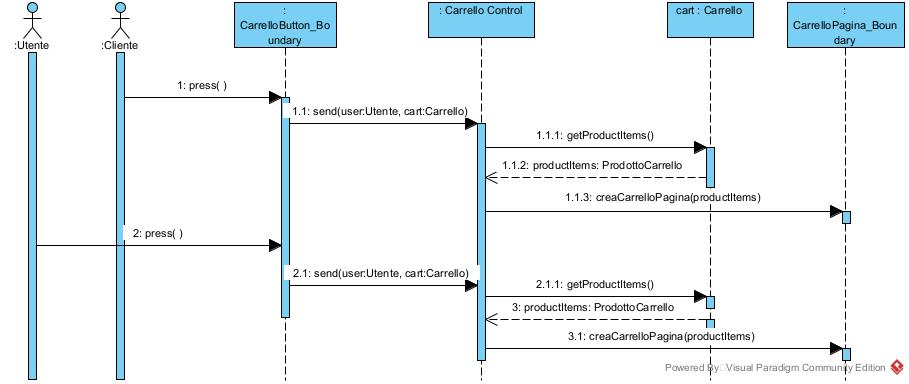 :Utente
:Cliente
:
CarrelloButton_Bo
undary
: Carrello Control
cart : Carrello
:
CarrelloPagina_Boun
dary
1: press( )
1.1: send(user:Utente, cart:Carrello)
1.1.1: getProductItems()
1.1.2: productItems: ProdottoCarrello
1.1.3: creaCarrelloPagina(productItems)
2: press( )
2.1: send(user:Utente, cart:Carrello)
2.1.1: getProductItems()
3: productItems: ProdottoCarrello
3.1: creaCarrelloPagina(productItems)
Powered By Visual Paradigm Community Edition